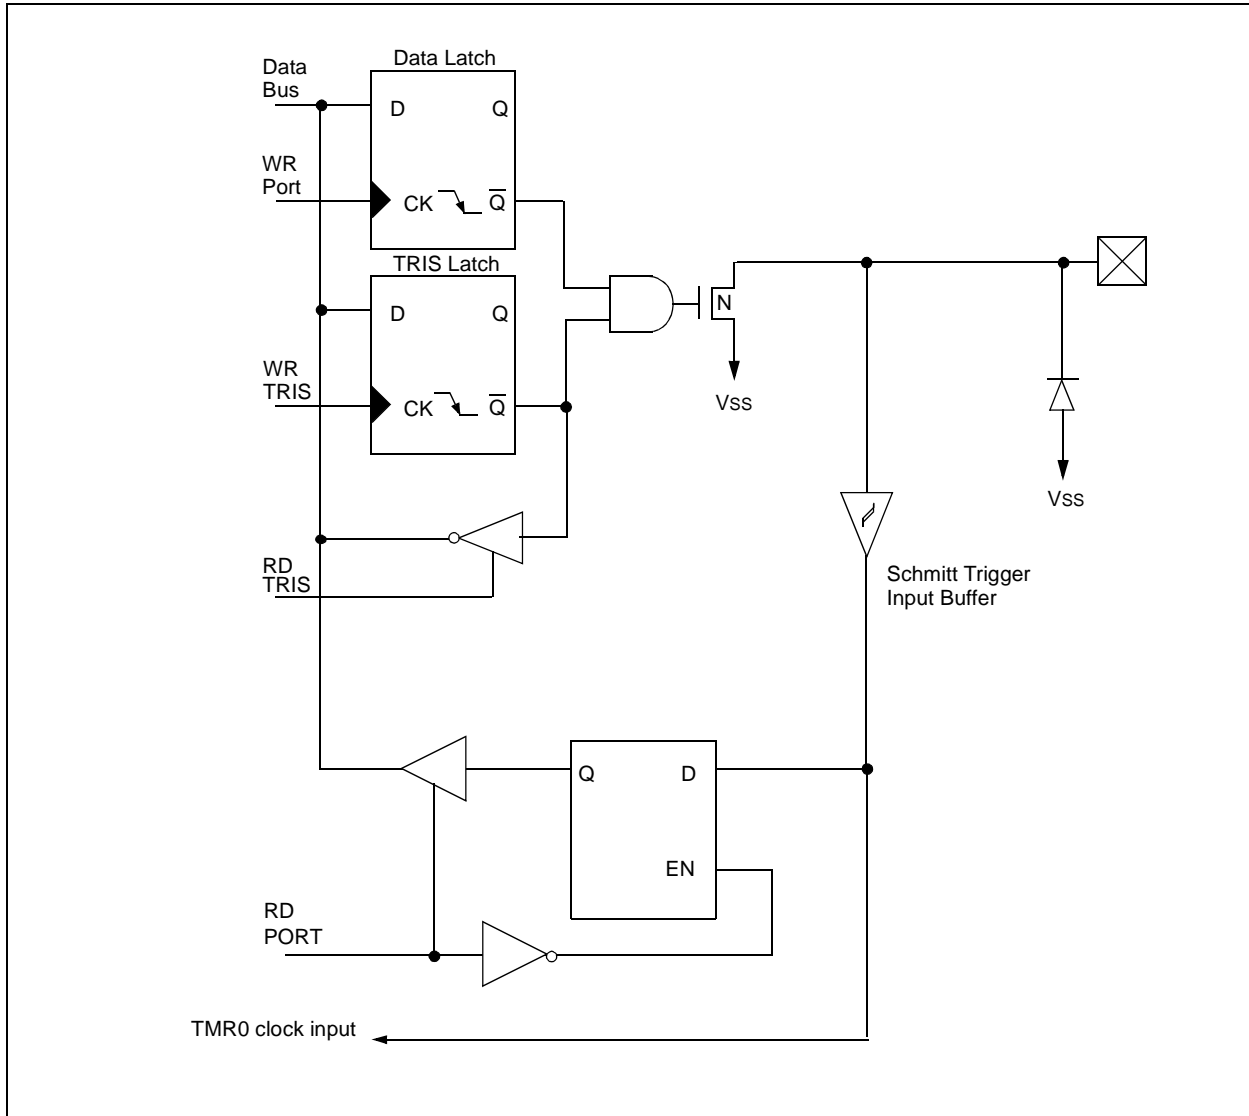 Data Latch
Data
Bus
D
Q
WR
Port
CK
Q̅
TRIS Latch
D
Q
N
WR
TRIS
CK
Q̅
VSS
VSS
RD
TRIS
Schmitt Trigger
Input Buffer
Q
D
EN
RD
PORT
TMR0 clock input